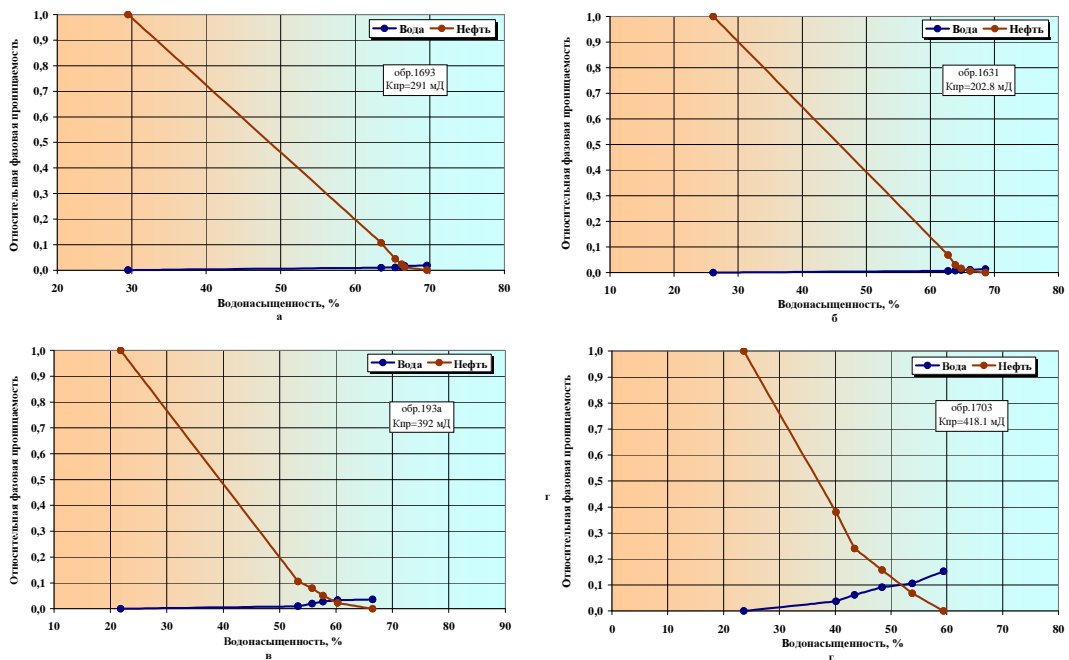 Относительная фазовая проницаемость
1,0
0,9
0,8
0,7
0,6
0,5
0,4
0,3
0,2
0,1
0,0
Вода Нефть
обр.1693
Кпр=291 мД
20 30 40 50 60 70 80
Водонасыщенность, %
а
Относительная фазовая проницаемость
1,0
0,9
0,8
0,7
0,6
0,5
0,4
0,3
0,2
0,1
0,0
Вода Нефть
обр.1631
Кпр=202.8 мД
10 20 30 40 50 60 70 80
Водонасыщенность, %
б
Относительная фазовая проницаемость
1,0
0,9
0,8
0,7
0,6
0,5
0,4
0,3
0,2
0,1
0,0
Вода Нефть
обр.193а
Кпр=392 мД
10 20 30 40 50 60 70 80 90
Водонасыщенность, %
в
г
Относительная фазовая проницаемость
1,0
0,9
0,8
0,7
0,6
0,5
0,4
0,3
0,2
0,1
0,0
Вода Нефть
обр.1703
Кпр=418.1 мД
0 10 20 30 40 50 60 70 80
Водонасыщенность, %
г